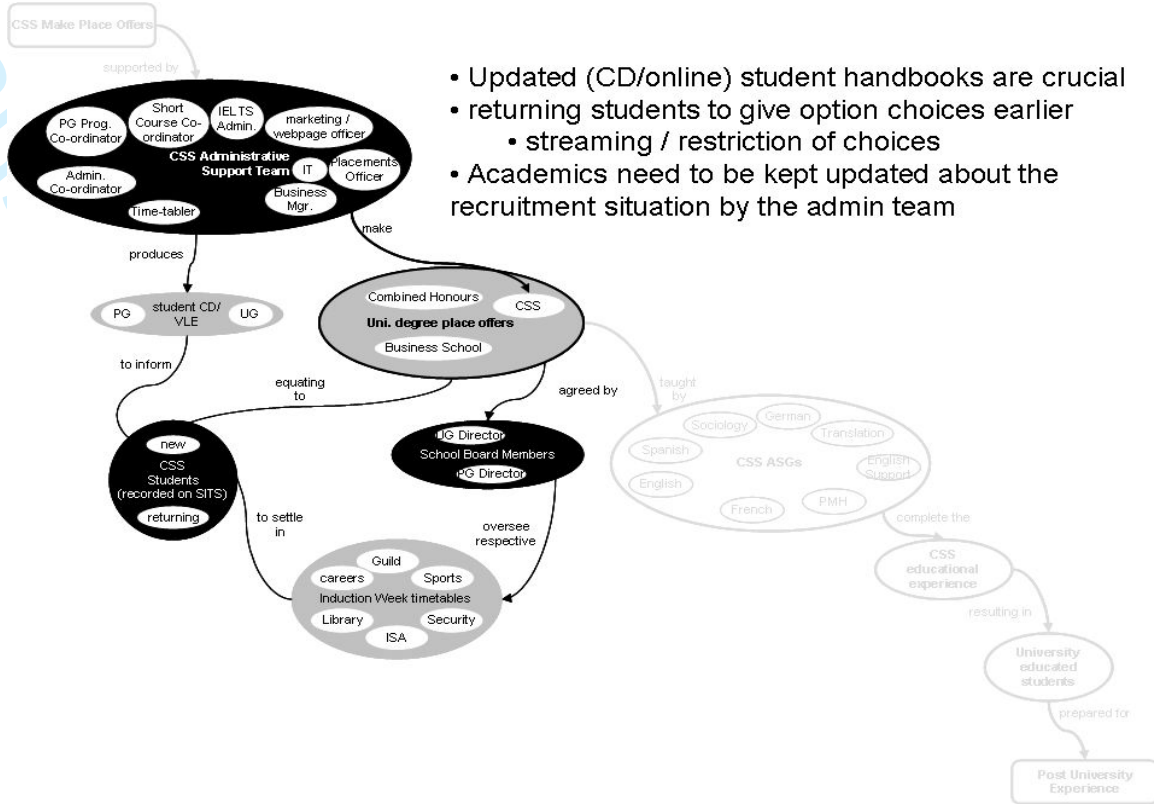 CSS Make Place Offers
supported by
PG Prog.
Co-ordinator
Short
Course Co-
ordinator
IELTS
Admin.
marketing /
webpage officer
CSS Administrative
Support Team
IT
Placements
Officer
Admin.
Co-ordinator
Business
Mgr.
Time-tabler
• Updated (CD/online) student handbooks are crucial
• returning students to give option choices earlier
• streaming / restriction of choices
• Academics need to be kept updated about the
recruitment situation by the admin team
produces
make
PG
student CD/
VLE
UG
Combined Honours
CSS
Uni. degree place offers
Business School
to inform
equating
to
agreed by
taught
by
new
CSS
Students
(recorded on SITS)
returning
UG Director
School Board Members
PG Director
Sociology
German
Translation
Spanish
CSS ASGs
English
Support
English
French
PMH
to settle
in
oversee
respective
complete the
Guild
careers
Sports
Induction Week timetables
Library
Security
ISA
CSS
educational
experience
resulting in
University
educated
students
prepared for
Post University
Experience